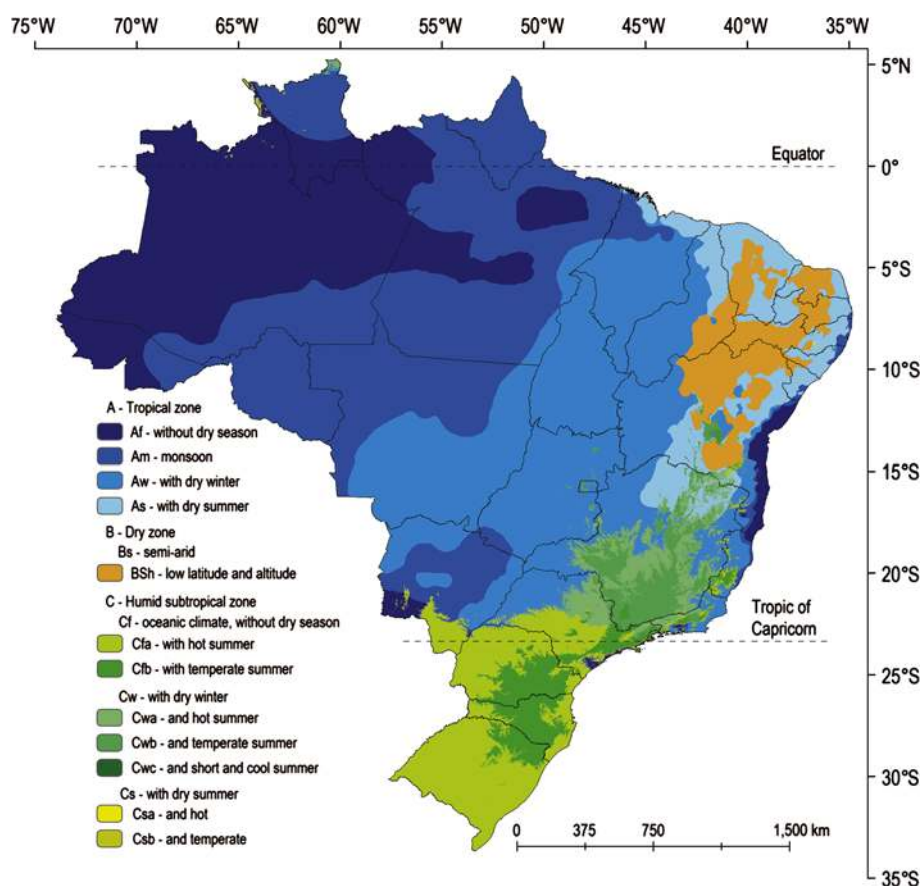 75°W 70°W 65°W 60°W 55°W 50°W 45°W 40°W 35°W
5°N
Equator
0°
5°S
10°S
A - Tropical zone
Af - without dry season
Am - monsoon
Aw - with dry winter
As - with dry summer
15°S
B - Dry zone
Bs - semi-arid
BSh - low latitude and altitude
20°S
C - Humid subtropical zone
Cf - oceanic climate, without dry season
Cfa - with hot summer
Cfb - with temperate summer
Tropic of
Capricorn
25°S
Cw - with dry winter
Cwa - and hot summer
Cwb - and temperate summer
Cwc - and short and cool summer
30°S
Cs - with dry summer
Csa - and hot
Csb - and temperate
0 375 750 1,500 km
35°S